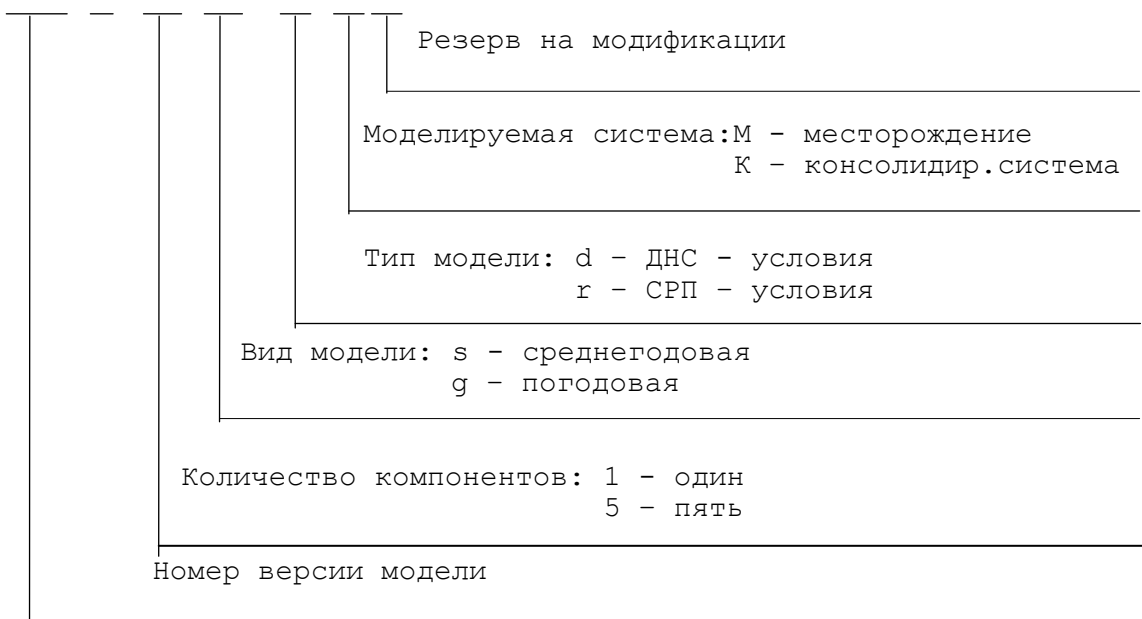 Резерв на модификации
Моделируемая система:М - месторождение
К – консолидир.система
Тип модели: d – ДНС - условия
r – СРП – условия
Вид модели: s - среднегодовая
g – погодовая
Количество компонентов: 1 - один
5 – пять
Номер версии модели